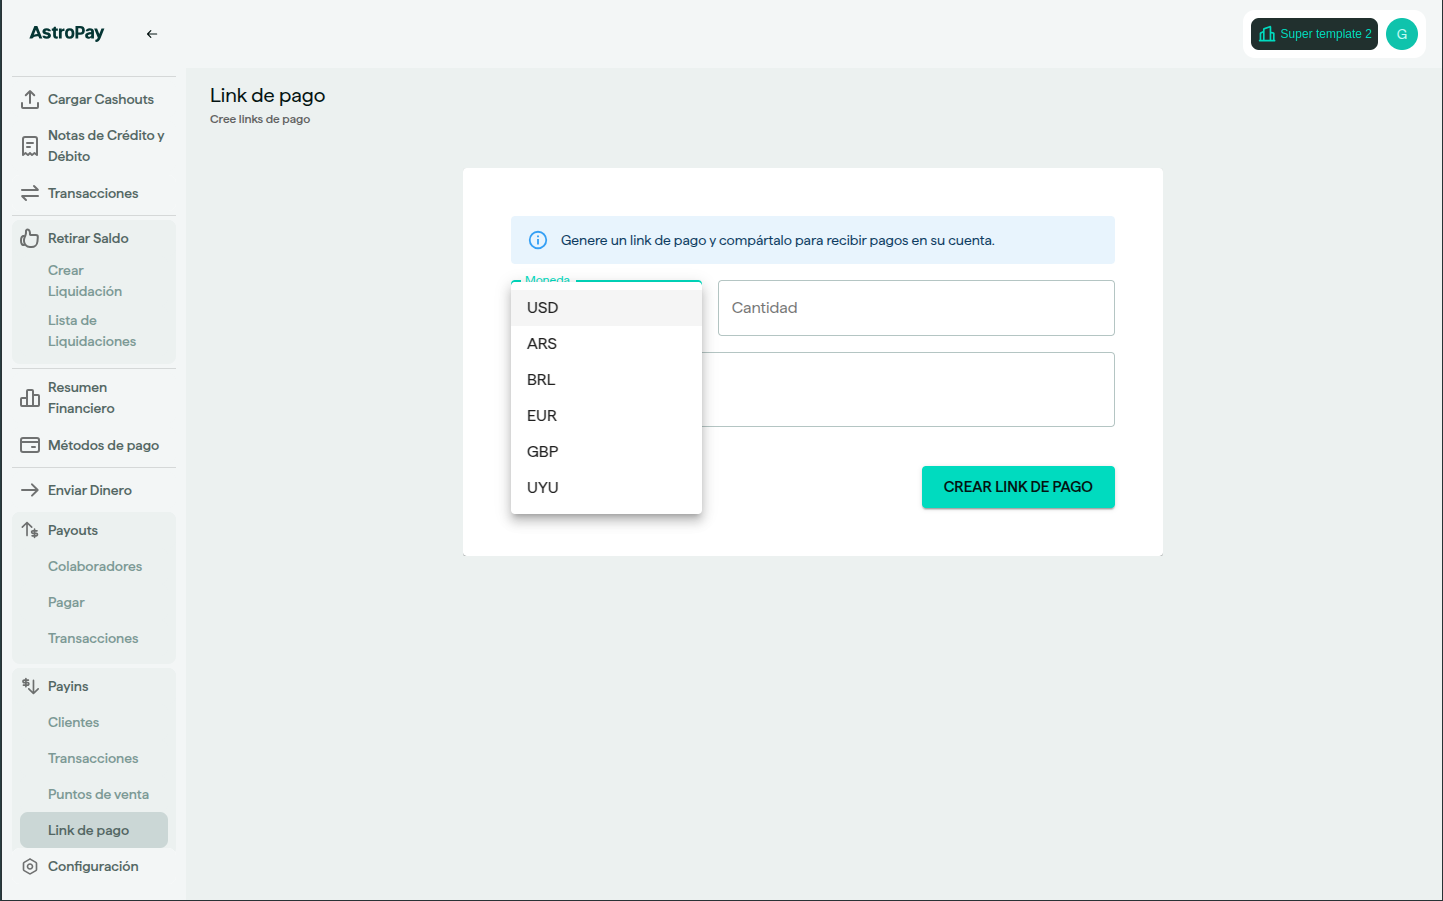 AstroPay
Super template 2
G
Cargar Cashouts
Notas de Crédito y
Débito
Transacciones
Retirar Saldo
Crear
Liquidación
Lista de
Liquidaciones
Resumen
Financiero
Métodos de pago
Enviar Dinero
Payouts
Colaboradores
Pagar
Transacciones
Payins
Clientes
Transacciones
Puntos de venta
Link de pago
Configuración
Link de pago
Cree links de pago
Genere un link de pago y compártalo para recibir pagos en su cuenta.
Moneda
USD
ARS
BRL
EUR
GBP
UYU
Cantidad
CREAR LINK DE PAGO